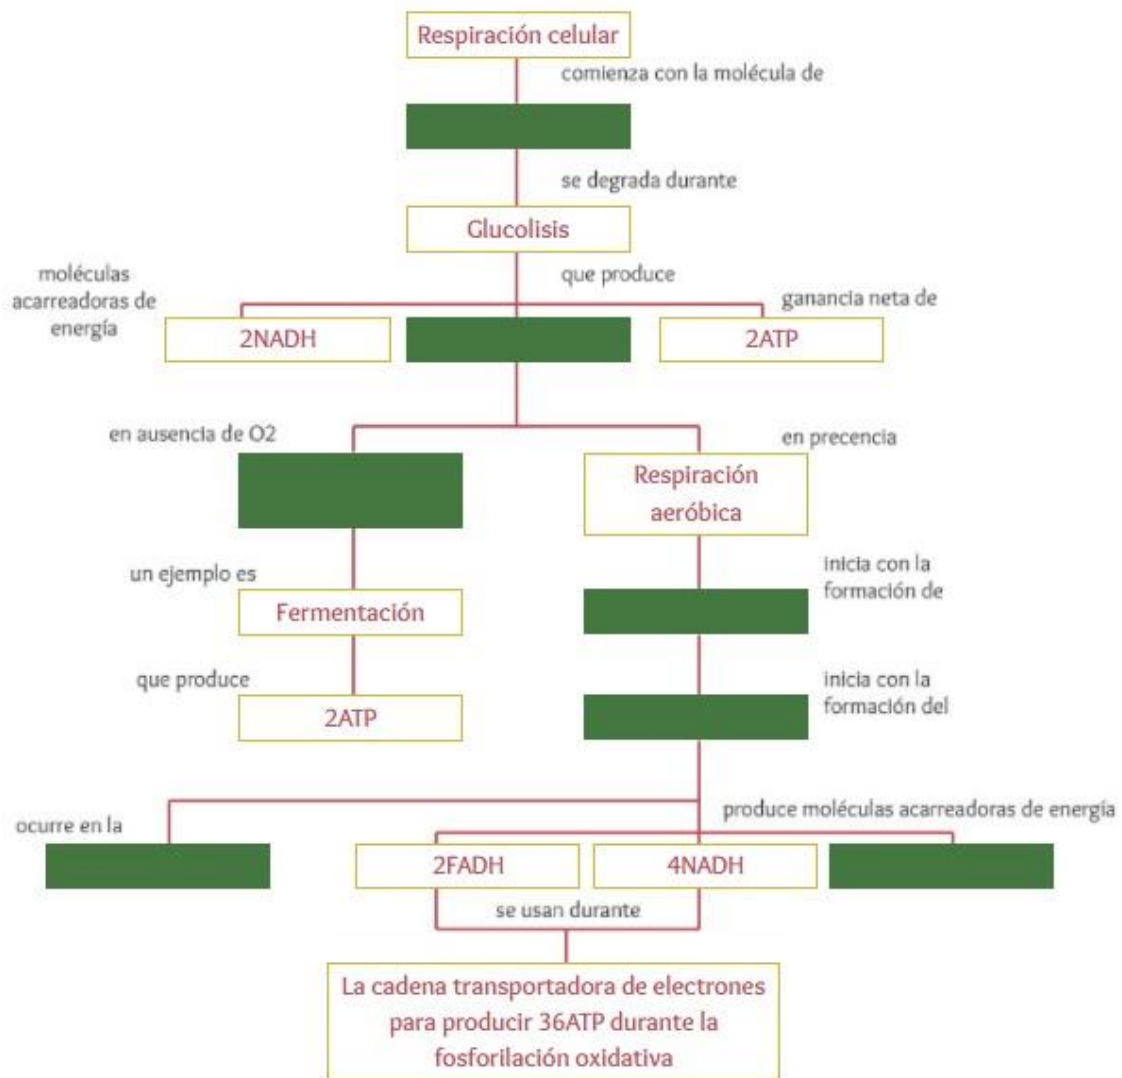 Respiración celular
comienza con la molécula de
se degrada durante
Glucolisis
moléculas
acarreadoras de
energía
que produce
ganancia neta de
2NADH
2ATP
en ausencia de O2
en precencia
Respiración
aeróbica
un ejemplo es
inicia con la
formación de
Fermentación
que produce
inicia con la
formación del
2ATP
ocurre en la
produce moléculas acarreadoras de energía
2FADH
4NADH
se usan durante
La cadena transportadora de electrones
para producir 36ATP durante la
fosforilación oxidativa